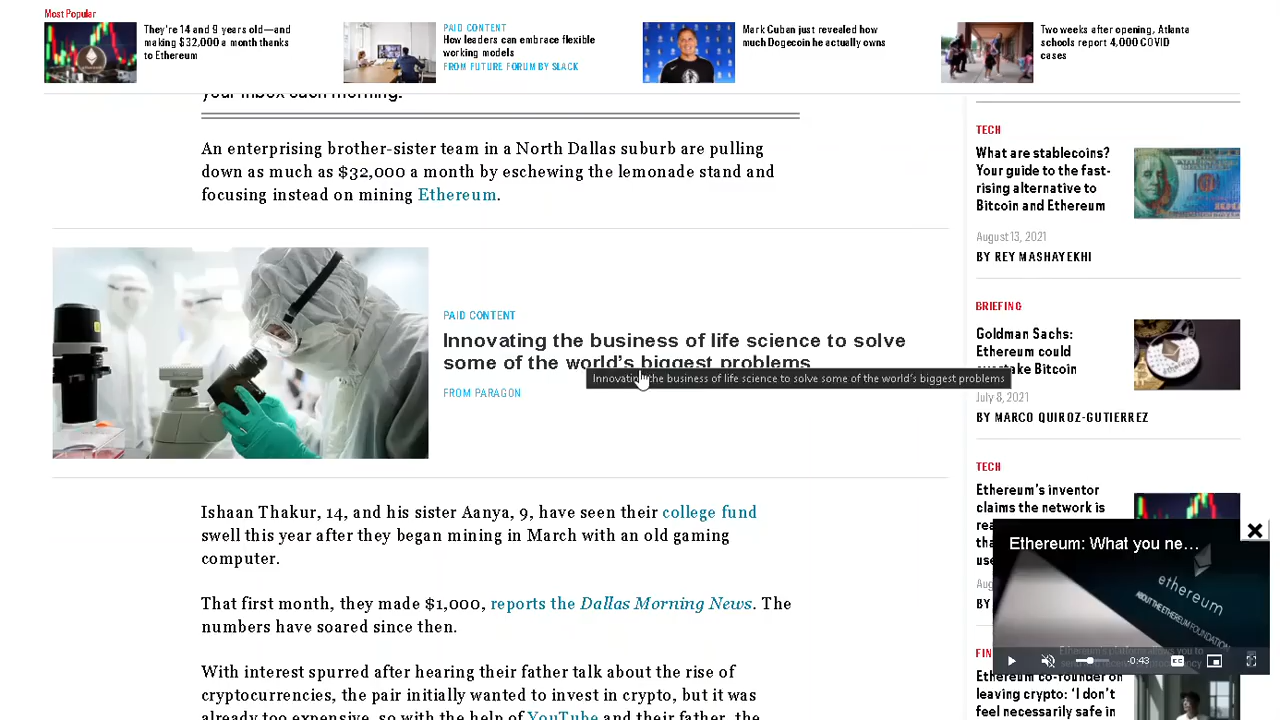 Most Popular
They're 14 and 9 years old—and
making $32,000 a month thanks
to Ethereum
PAID CONTENT
How leaders can embrace flexible
working models
FROM FUTURE FORUM BY SLACK
Mark Cuban just revealed how
much Dogecoin he actually owns
Two weeks after opening, Atlanta
schools report 4,000 COVID
cases
your inbox each morning.
An enterprising brother-sister team in a North Dallas suburb are pulling
down as much as $32,000 a month by eschewing the lemonade stand and
focusing instead on mining Ethereum.
PAID CONTENT
Innovating the business of life science to solve
some of the world's biggest problems
Innovating the business of life science to solve some of the world's biggest problems
FROM PARAGON
Ishaan Thakur, 14, and his sister Aanya, 9, have seen their college fund
swell this year after they began mining in March with an old gaming
computer.
That first month, they made $1,000, reports the Dallas Morning News. The
numbers have soared since then.
With interest spurred after hearing their father talk about the rise of
cryptocurrencies, the pair initially wanted to invest in crypto, but it was
already too expensive, so with the help of YouTube and their father, the
TECH
What are stablecoins?
Your guide to the fast-
rising alternative to
Bitcoin and Ethereum
August 13, 2021
BY REY MASHAYEKHI
BRIEFING
Goldman Sachs:
Ethereum could
overtake Bitcoin
July 8, 2021
BY MARCO QUIROZ-GUTIERREZ
TECH
Ethereum's inventor
claims the network is
Aug
BY
Ethereum: What you ne...
ethereum
ABOUT THE ETHEREUM FOUNDATION
Ethereum's platform allows you to
-0:43
CC
Ethereum co-founder on
leaving crypto: 'I don't
feel necessarily safe in